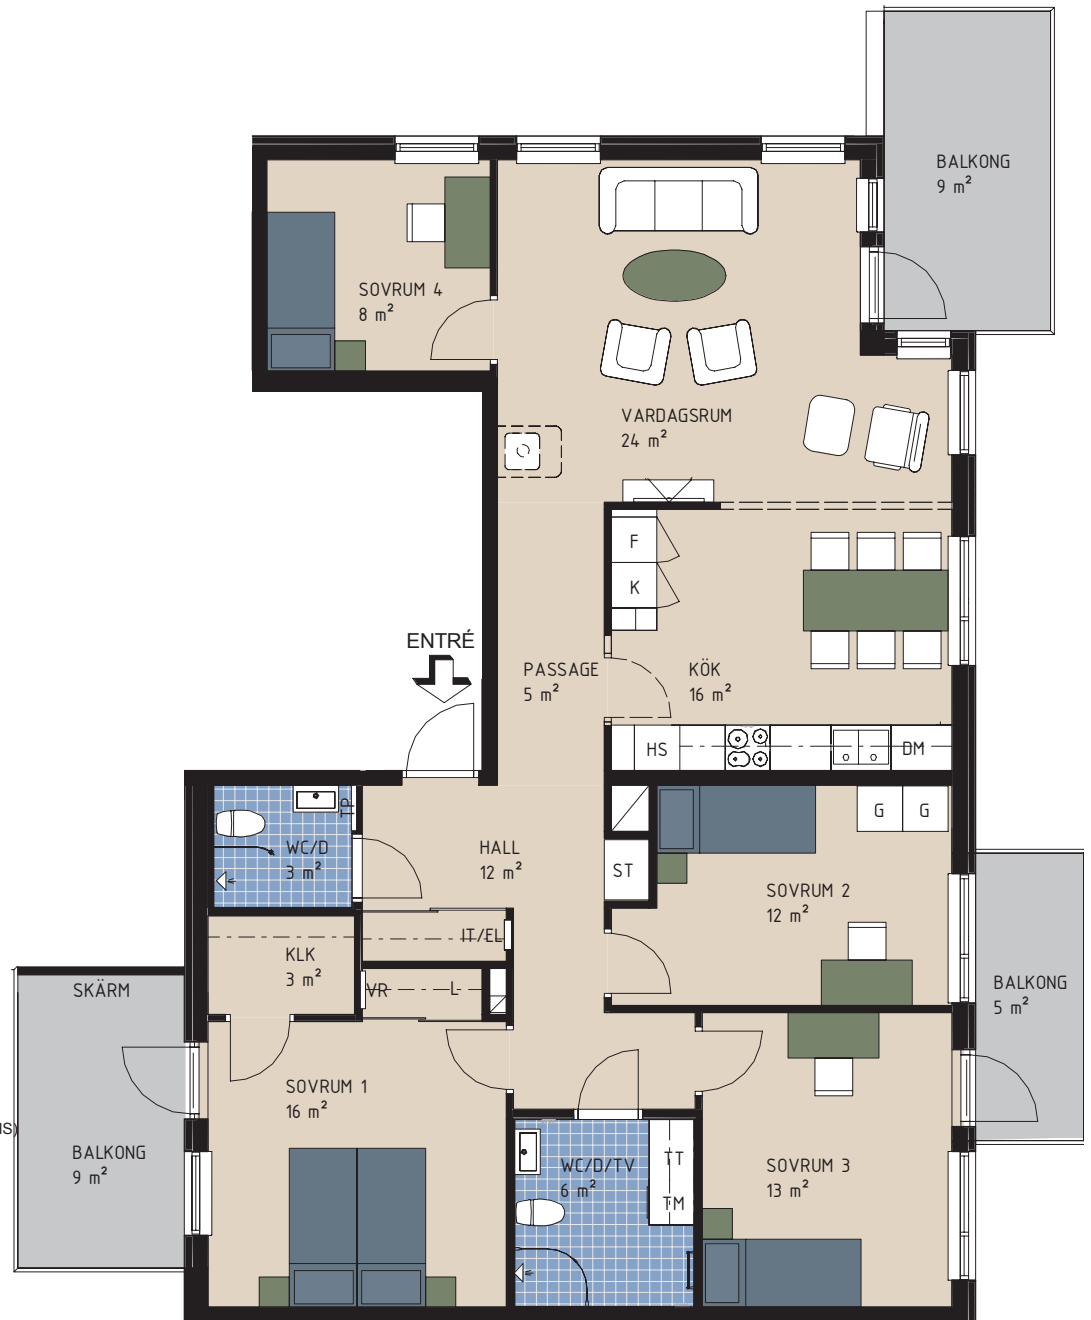 BALKONG
9 m²
SOVRUM 4
8 m²
VARDAGSRUM
24 m²
F
K
ENTRÉ
PASSAGE
5 m²
KÖK
16 m²
HS
DM
TP
WC/D
3 m²
HALL
12 m²
ST
G
G
SOVRUM 2
12 m²
IT/EL
KLK
3 m²
VR
L
SKÄRM
BALKONG
5 m²
SOVRUM 1
16 m²
BALKONG
9 m²
WC/D/TV
6 m²
TT
TM
SOVRUM 3
13 m²